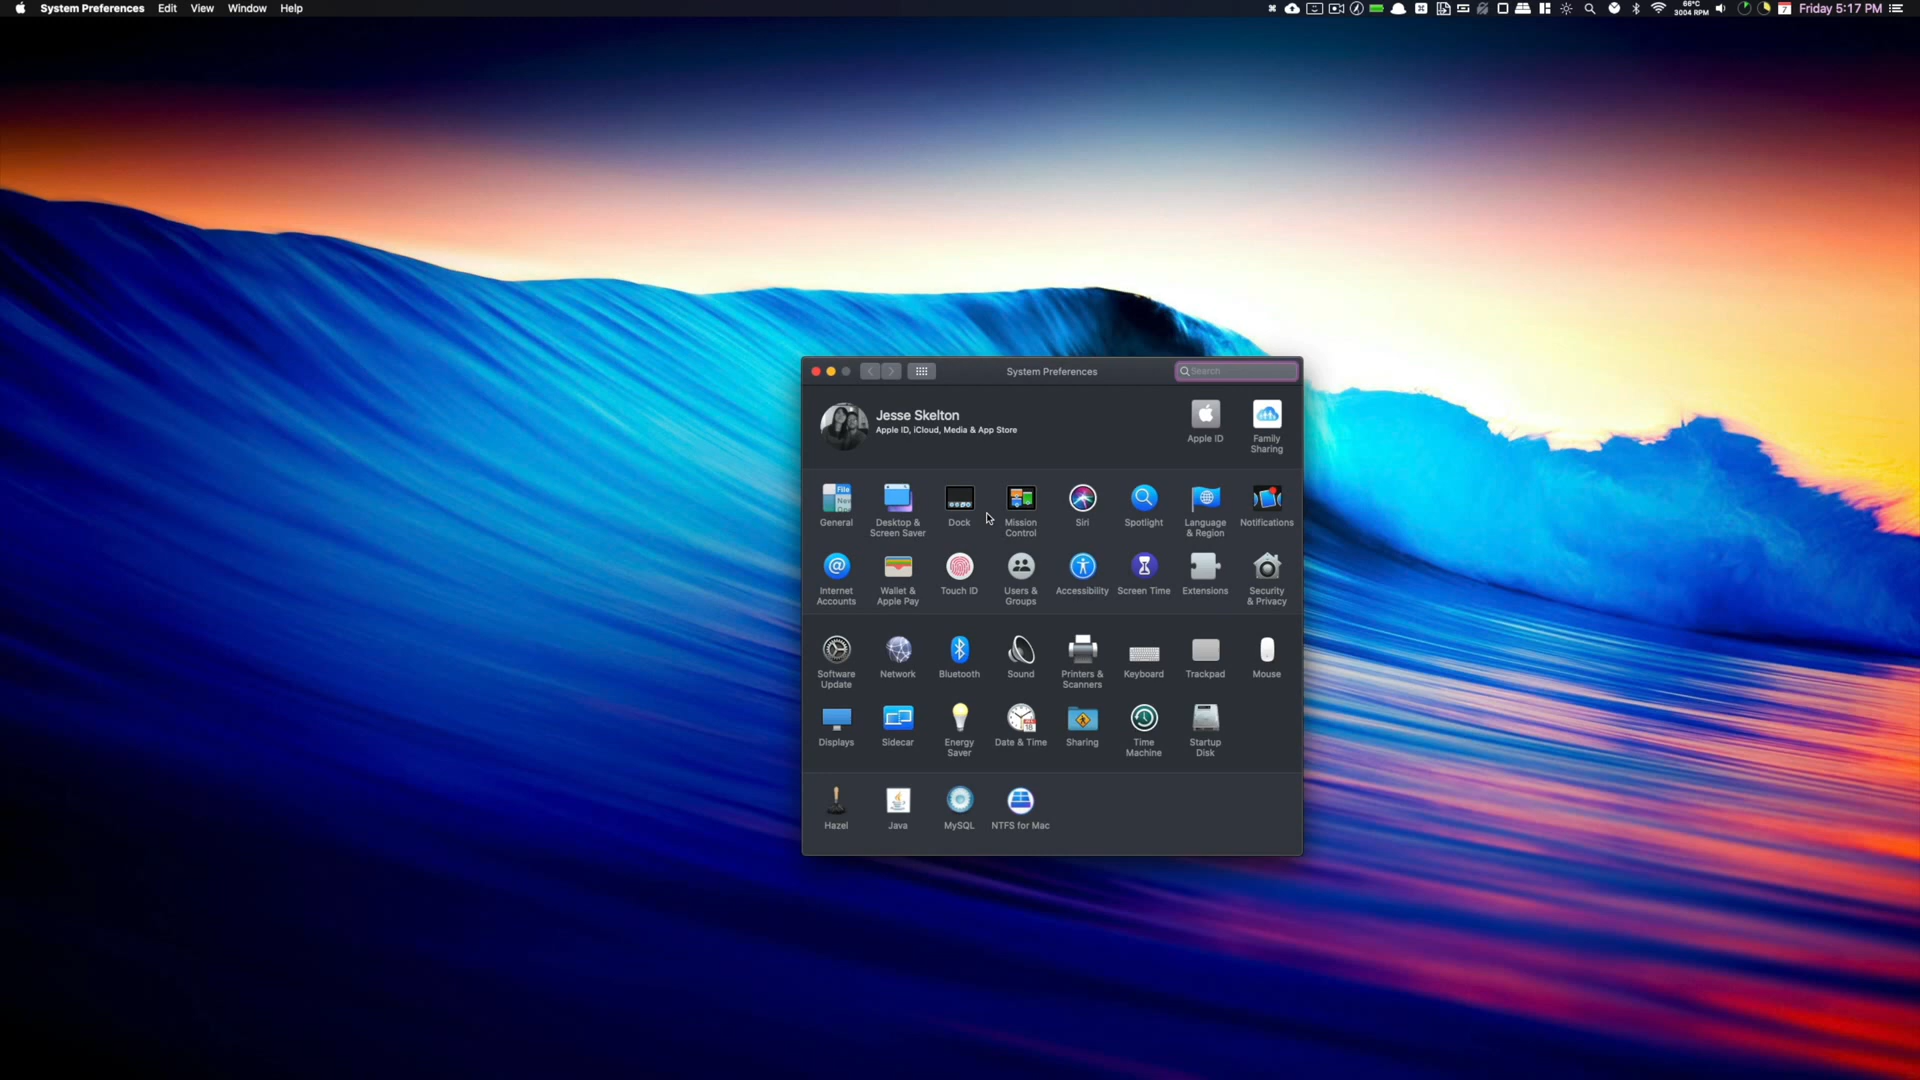 System Preferences Edit View Window Help
66°C
3004 RPM
7
Friday 5:17 PM
System Preferences
Search
Jesse Skelton
Apple ID, iCloud, Media & App Store
Apple ID
Family
Sharing
File
New
General
Desktop &
Screen Saver
Dock
Mission
Control
Siri
Spotlight
Language
& Region
Notifications
Internet
Accounts
Wallet &
Apple Pay
Touch ID
Users &
Groups
Accessibility
Screen Time
Extensions
Security
& Privacy
Software
Update
Network
Bluetooth
Sound
Printers &
Scanners
Keyboard
Trackpad
Mouse
Displays
Sidecar
Energy
Saver
Date & Time
Sharing
Time
Machine
Startup
Disk
Hazel
Java
MySQL
NTFS for Mac